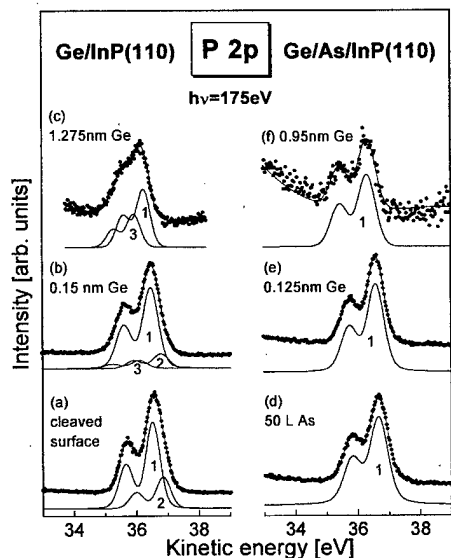 Ge/InP(110)
P 2p
Ge/As/InP(110)
hν=175eV
(c)
1.275nm Ge
1
3
(f) 0.95nm Ge
1
(b)
0.15 nm Ge
1
2
3
(e)
0.125nm Ge
1
(a)
cleaved
surface
1
2
(d)
50 L As
1
Intensity [arb. units]
34 36 38
34 36 38
Kinetic energy [eV]